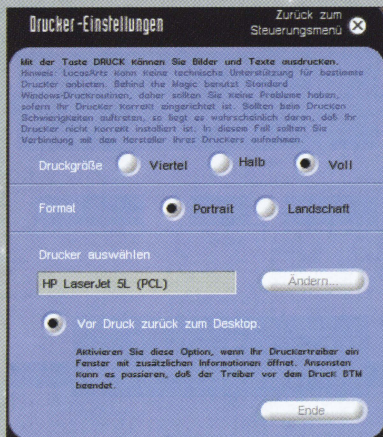 Drucker-Einstellungen
Zurück zum
Steuerungsmenü
Mit der Taste DRUCK können Sie Bilder und Texte ausdrucken.
Hinweis: LucasArts kann keine technische Unterstützung für bestimmte
Drucker anbieten. Behind the Magic benutzt Standard
Windows-Druckroutinen, daher sollten Sie keine Probleme haben,
sofern Ihr Drucker korrekt eingerichtet ist. Sollten beim Drucken
Schwierigkeiten auftreten, so liegt es wahrscheinlich daran, daß Ihr
Drucker nicht korrekt installiert ist. In diesem Fall sollten Sie
Verbindung mit dem Hersteller Ihres Druckers aufnehmen.
Druckgröße Viertel Halb Voll
Format Portrait Landschaft
Drucker auswählen
HP LaserJet 5L (PCL) Ändern...
Vor Druck zurück zum Desktop.
Aktivieren Sie diese Option, wenn Ihr Druckertreiber ein
Fenster mit zusätzlichen Informationen öffnet. Ansonsten
kann es passieren, daß der Treiber vor dem Druck BTM
beendet.
Ende